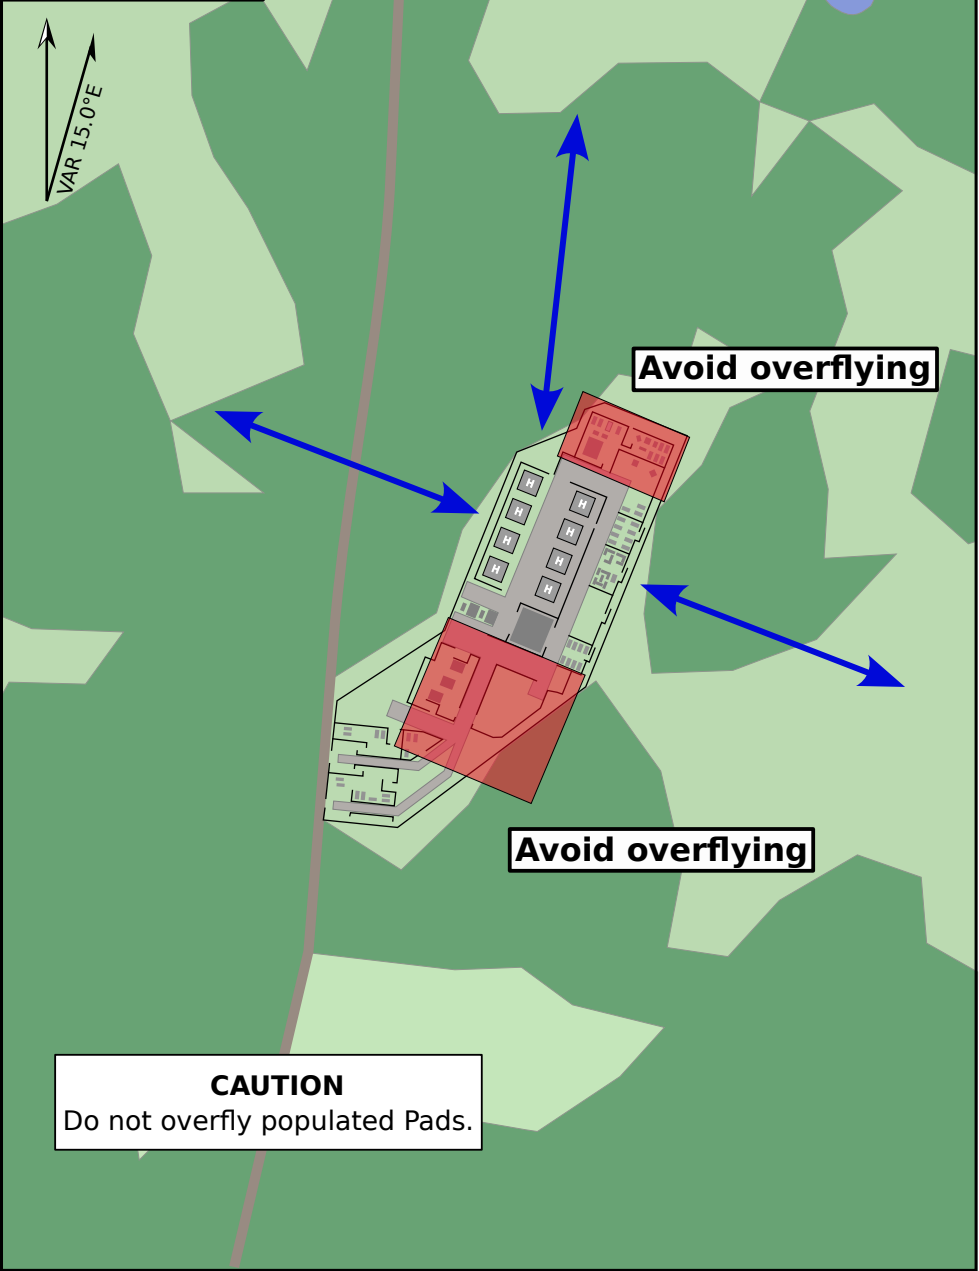 VAR 15.0°E
Avoid overflying
H
H
H
H
H
H
H
H
Avoid overflying
CAUTION
Do not overfly populated Pads.